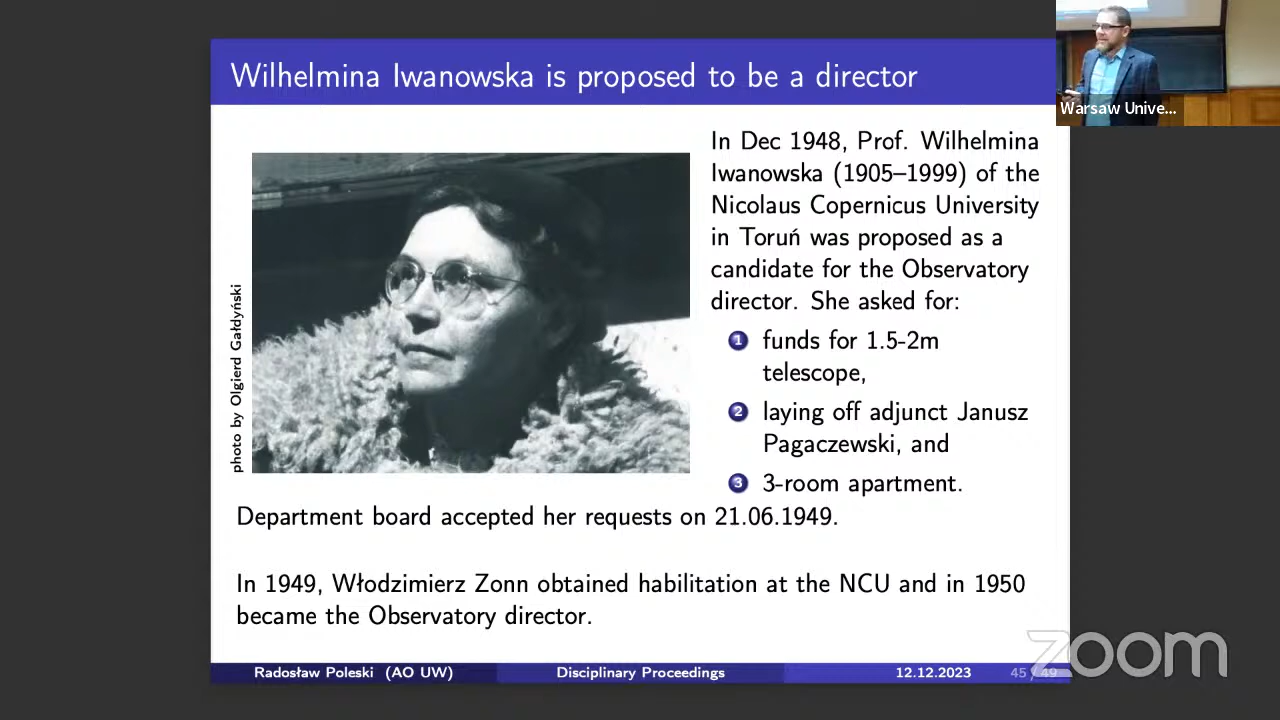 Wilhelmina Iwanowska is proposed to be a director
Warsaw Unive...
In Dec 1948, Prof. Wilhelmina
Iwanowska (1905–1999) of the
Nicolaus Copernicus University
in Toruń was proposed as a
candidate for the Observatory
director. She asked for:
1 funds for 1.5-2m
telescope,
2 laying off adjunct Janusz
Pagaczewski, and
3 3-room apartment.
photo by Olgierd Gałdyński
Department board accepted her requests on 21.06.1949.
In 1949, Włodzimierz Zonn obtained habilitation at the NCU and in 1950
became the Observatory director.
Radosław Poleski (AO UW) Disciplinary Proceedings 12.12.2023 45 / 49
zoom